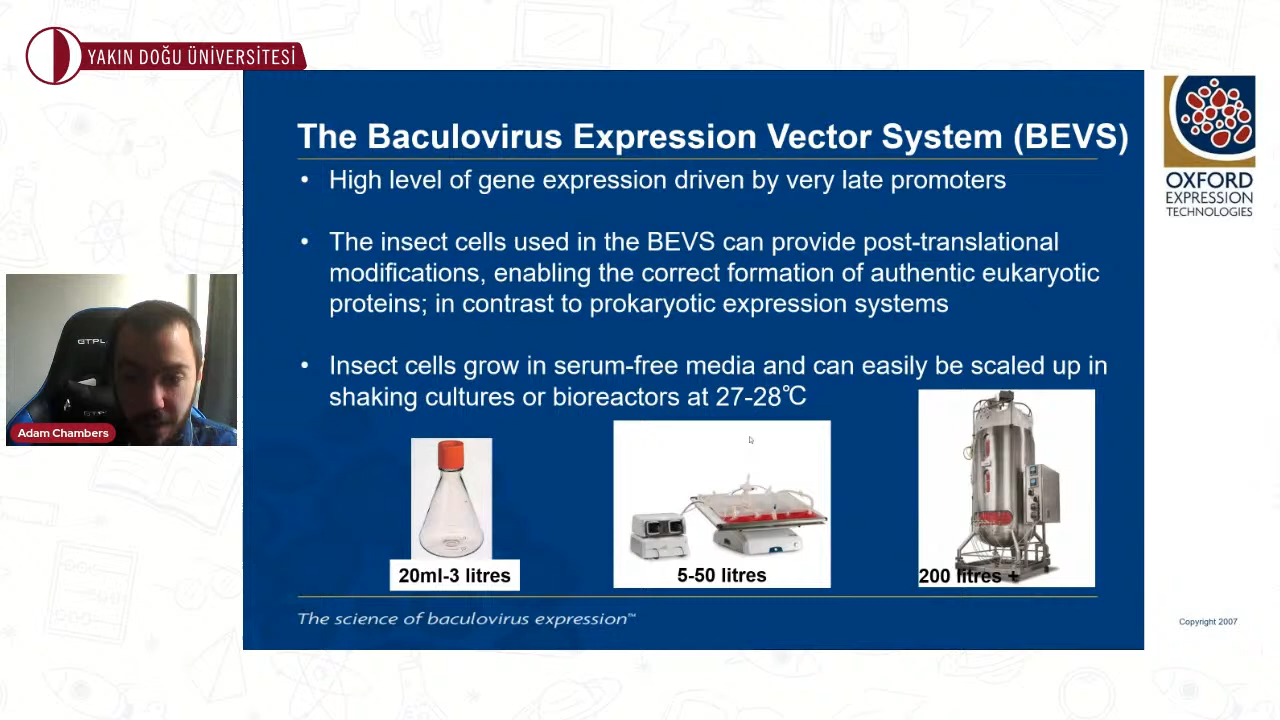 YAKIN DOĞU ÜNİVERSİTESİ
The Baculovirus Expression Vector System (BEVS)
• High level of gene expression driven by very late promoters
• The insect cells used in the BEVS can provide post-translational
modifications, enabling the correct formation of authentic eukaryotic
proteins; in contrast to prokaryotic expression systems
• Insect cells grow in serum-free media and can easily be scaled up in
shaking cultures or bioreactors at 27-28℃
20ml-3 litres
5-50 litres
200 litres +
The science of baculovirus expression™
OXFORD
EXPRESSION
TECHNOLOGIES
Copyright 2007
GTPL
Adam Chambers